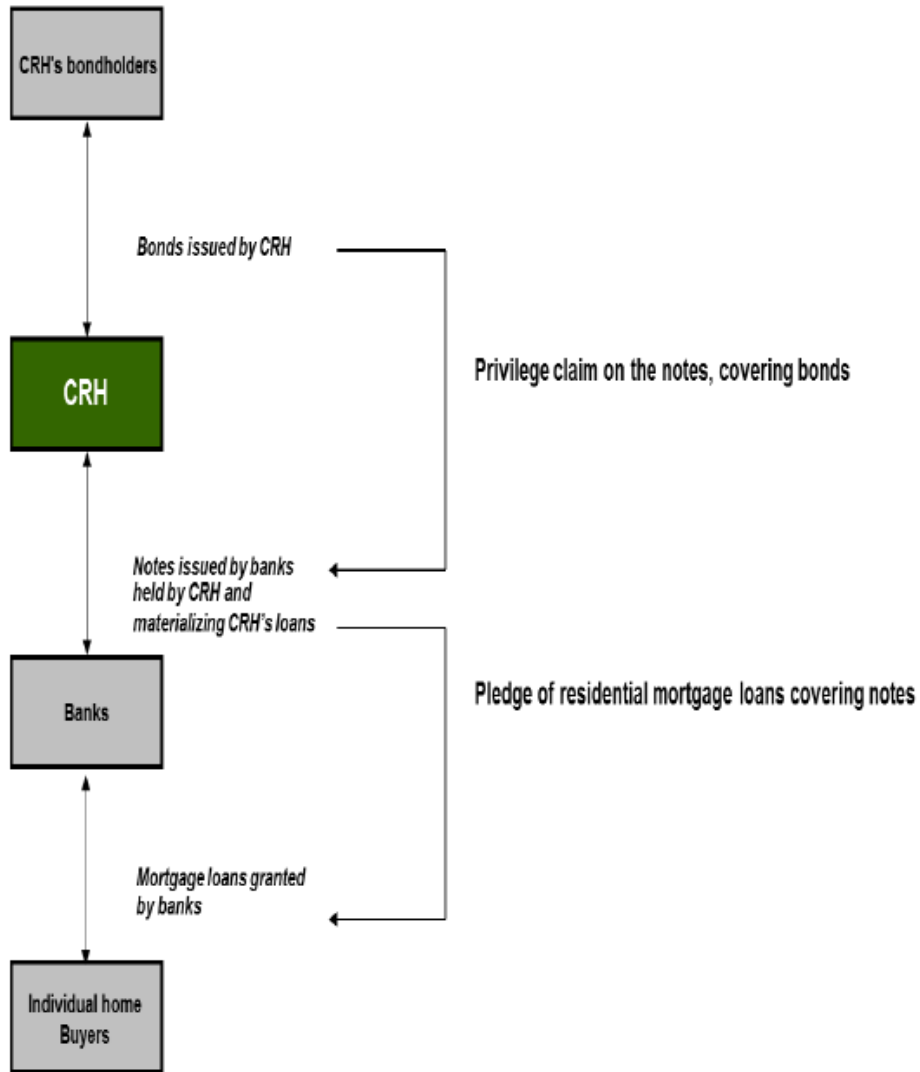 CRH's bondholders
Bonds issued by CRH
CRH
Privilege claim on the notes, covering bonds
Notes issued by banks
held by CRH and
materializing CRH's loans
Banks
Pledge of residential mortgage loans covering notes
Mortgage loans granted
by banks
Individual home
Buyers